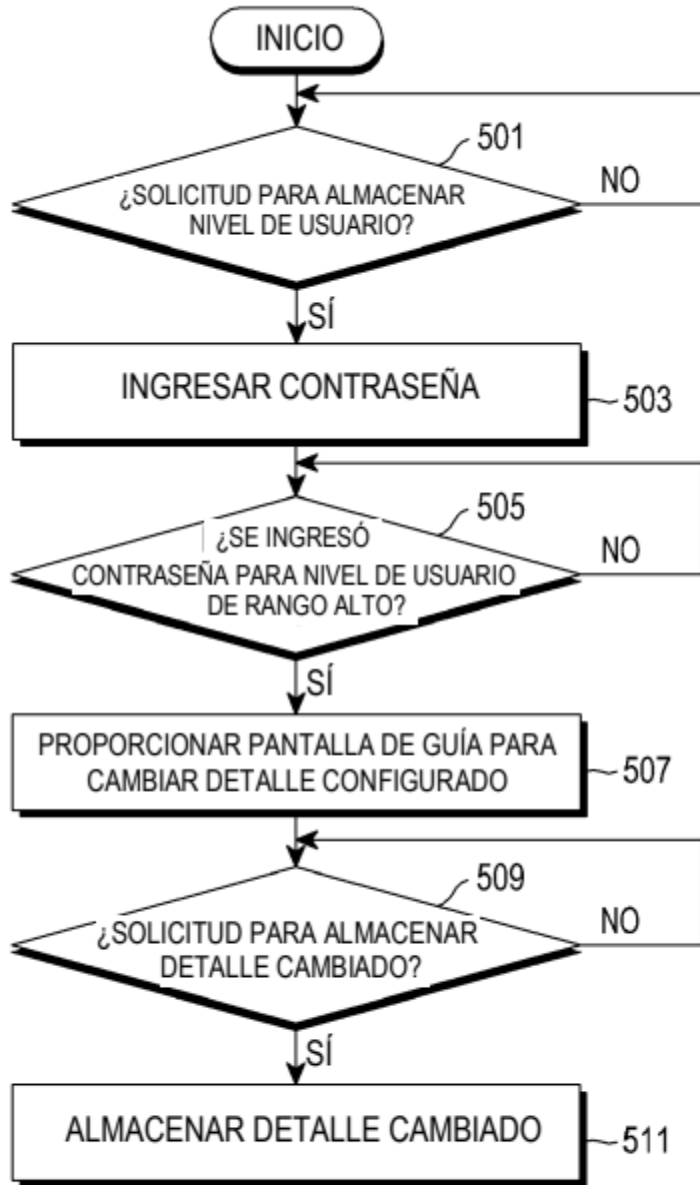 INICIO
501
¿SOLICITUD PARA ALMACENAR
NIVEL DE USUARIO?
NO
SÍ
INGRESAR CONTRASEÑA
503
505
¿SE INGRESÓ
CONTRASEÑA PARA NIVEL DE USUARIO
DE RANGO ALTO?
NO
SÍ
PROPORCIONAR PANTALLA DE GUÍA PARA
CAMBIAR DETALLE CONFIGURADO
507
509
¿SOLICITUD PARA ALMACENAR
DETALLE CAMBIADO?
NO
SÍ
ALMACENAR DETALLE CAMBIADO
511